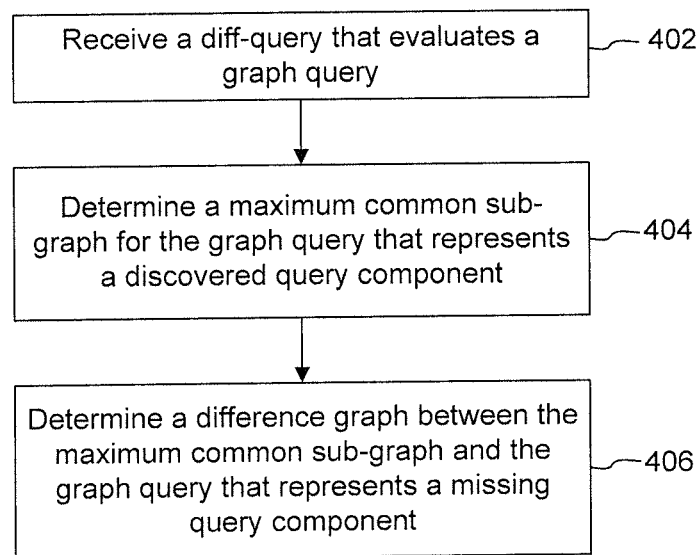 Receive a diff-query that evaluates a
graph query
402
Determine a maximum common sub-
graph for the graph query that represents
a discovered query component
404
Determine a difference graph between the
maximum common sub-graph and the
graph query that represents a missing
query component
406